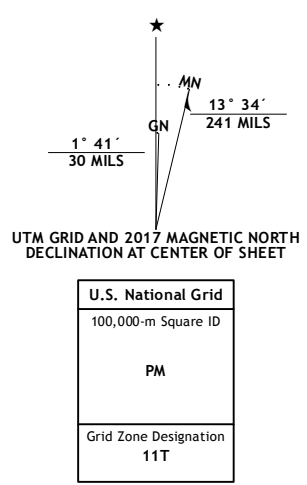 ★
MN
GN
13° 34´
241 MILS
1° 41´
30 MILS
UTM GRID AND 2017 MAGNETIC NORTH
DECLINATION AT CENTER OF SHEET
U.S. National Grid
100,000-m Square ID
PM
Grid Zone Designation
11T